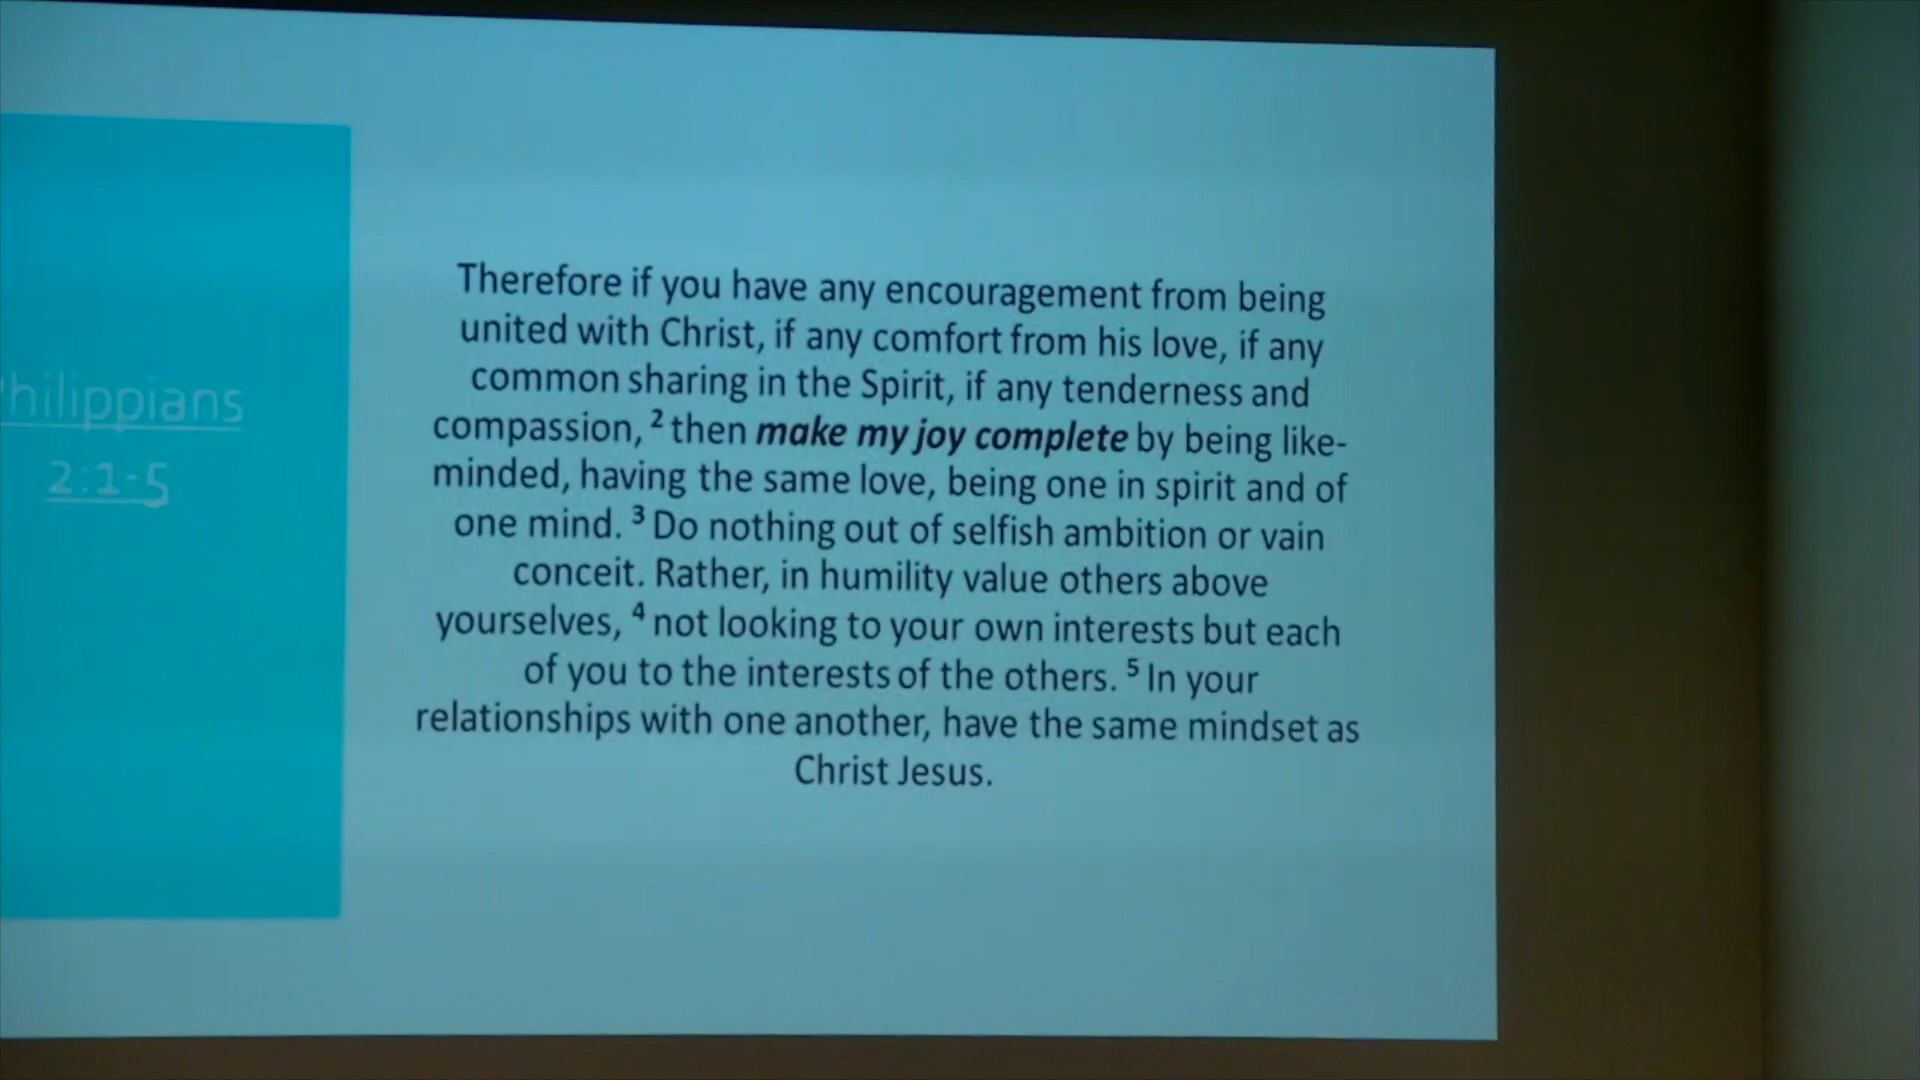 hilippians
2:1-5
Therefore if you have any encouragement from being
united with Christ, if any comfort from his love, if any
common sharing in the Spirit, if any tenderness and
compassion, ² then make my joy complete by being like-
minded, having the same love, being one in spirit and of
one mind. ³ Do nothing out of selfish ambition or vain
conceit. Rather, in humility value others above
yourselves, ⁴ not looking to your own interests but each
of you to the interests of the others. ⁵ In your
relationships with one another, have the same mindset as
Christ Jesus.